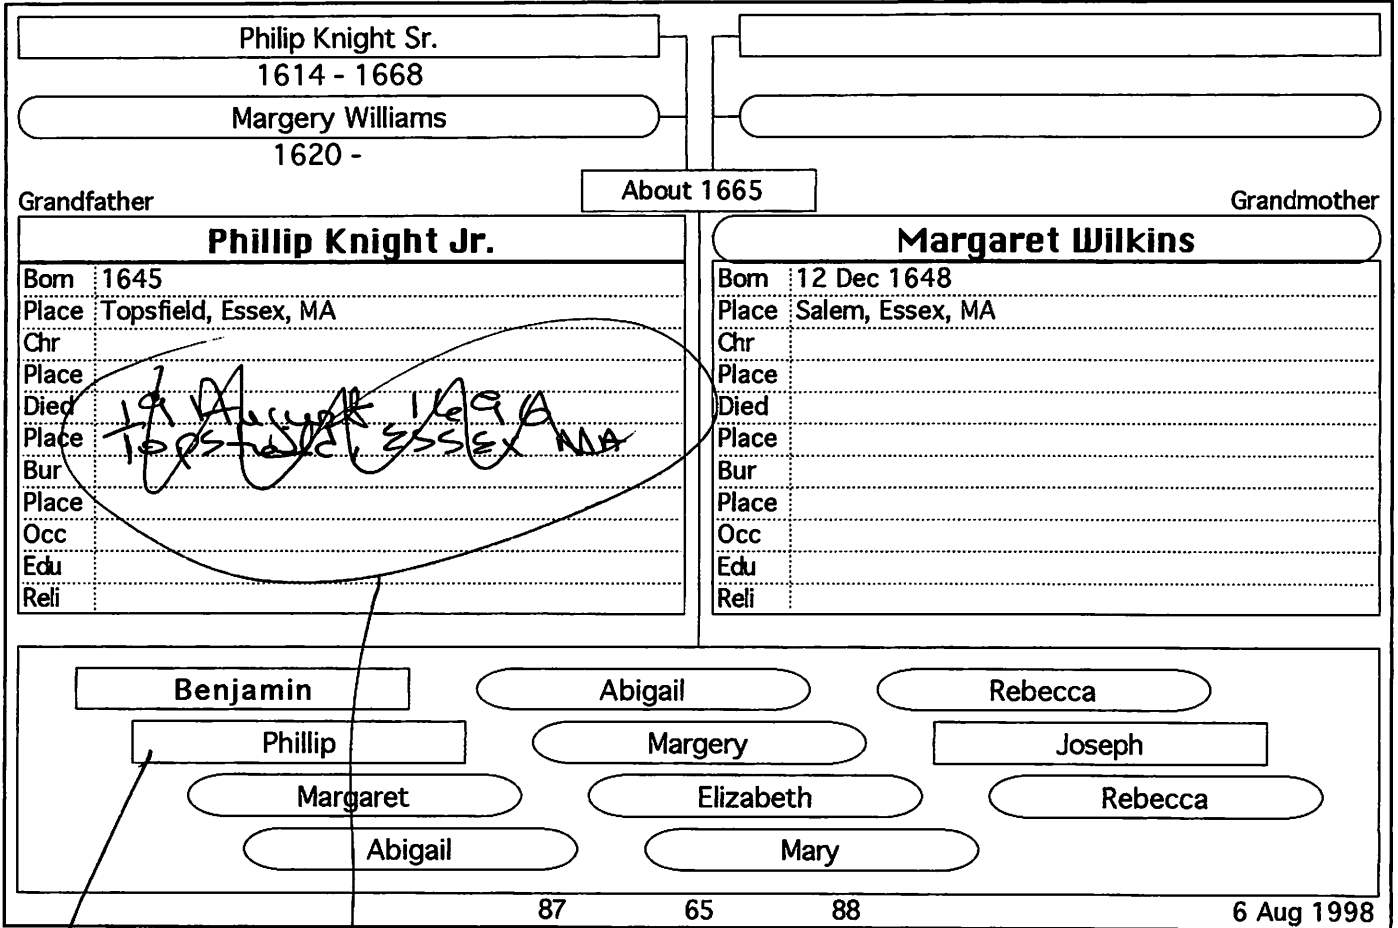 Philip Knight Sr.
1614 - 1668
Margery Williams
1620 -
About 1665
Grandfather
Grandmother
Phillip Knight Jr.
Margaret Wilkins
Born 1645
Place Topsfield, Essex, MA
Chr
Place
Died 19 August 1696
Place Topsfield, Essex MA
Bur
Place
Occ
Edu
Reli
Born 12 Dec 1648
Place Salem, Essex, MA
Chr
Place
Died
Place
Bur
Place
Occ
Edu
Reli
Benjamin Abigail Rebecca
Phillip Margery Joseph
Margaret Elizabeth Rebecca
Abigail Mary
87 65 88 6 Aug 1998